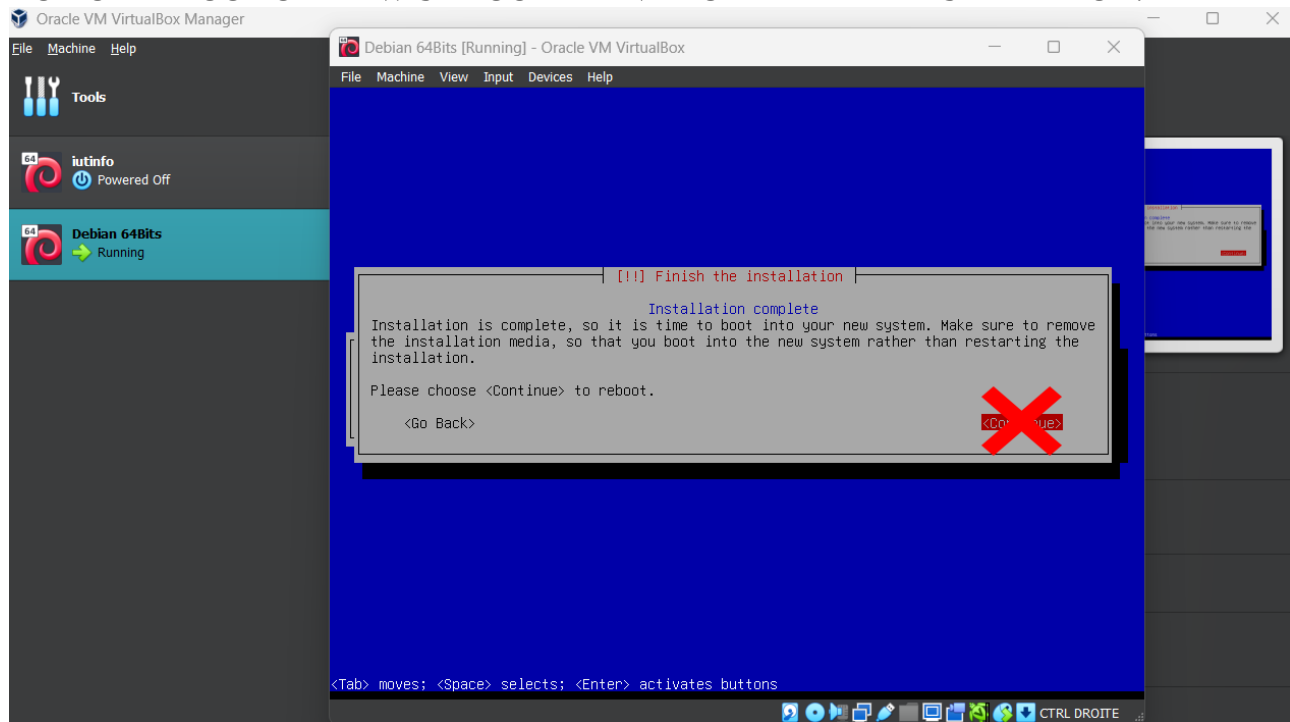 Oracle VM VirtualBox Manager
File Machine Help
Tools
64
iutinfo
Powered Off
64
Debian 64Bits
Running
Debian 64Bits [Running] - Oracle VM VirtualBox
File Machine View Input Devices Help
[!!] Finish the installation
Installation complete
Installation is complete, so it is time to boot into your new system. Make sure to remove
the installation media, so that you boot into the new system rather than restarting the
installation.
Please choose <Continue> to reboot.
<Go Back>
<Tab> moves; <Space> selects; <Enter> activates buttons
CTRL DROITE